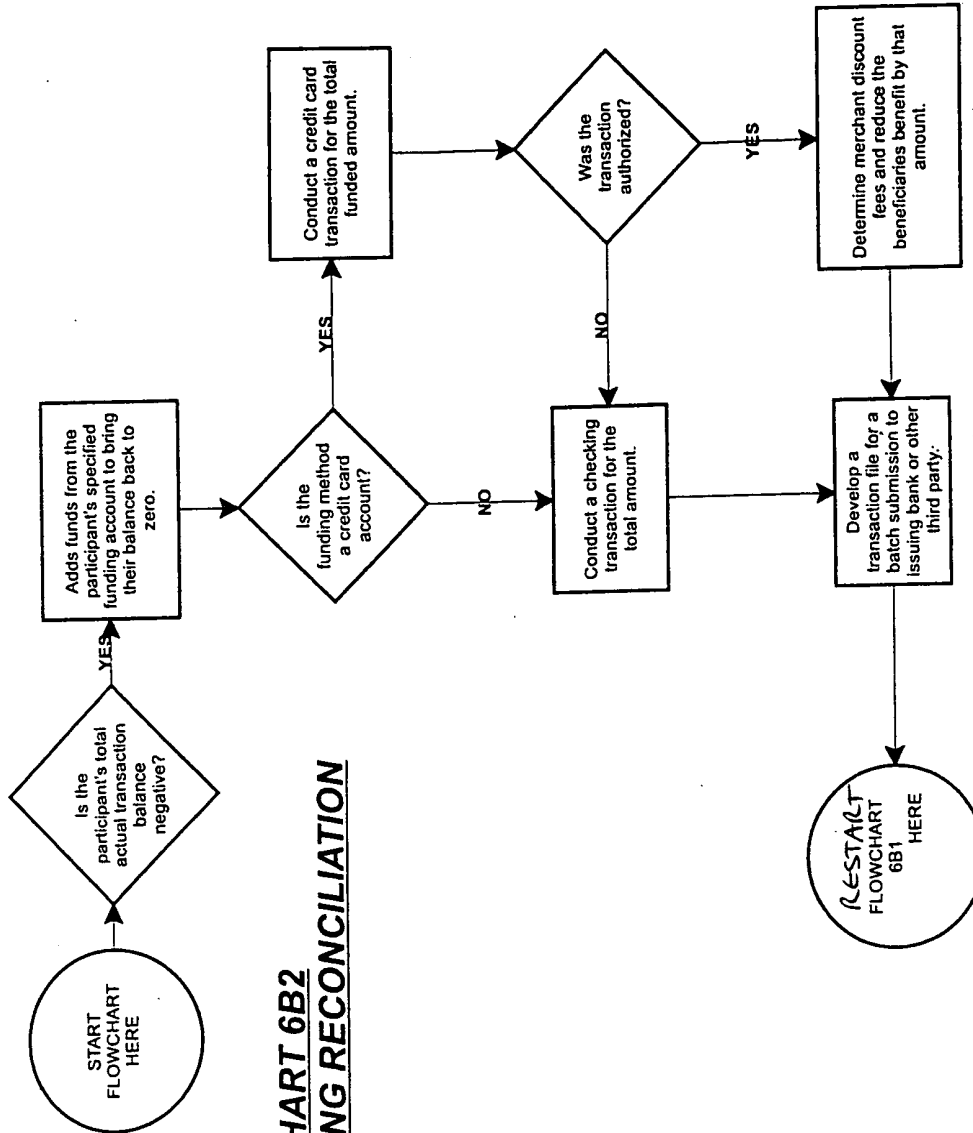 START
FLOWCHART
HERE
Is the
participant's total
actual transaction
balance
negative?
YES
Adds funds from the
participant's specified
funding account to bring
their balance back to
zero.
Is the
funding method
a credit card
account?
YES
Conduct a credit card
transaction for the total
funded amount.
NO
Was the
transaction
authorized?
NO
Conduct a checking
transaction for the
total amount.
YES
Determine merchant discount
fees and reduce the
beneficiaries benefit by that
amount.
Develop a
transaction file for a
batch submission to
issuing bank or other
third party.
RESTART
FLOWCHART
6B1
HERE
HART 6B2
NG RECONCILIATION